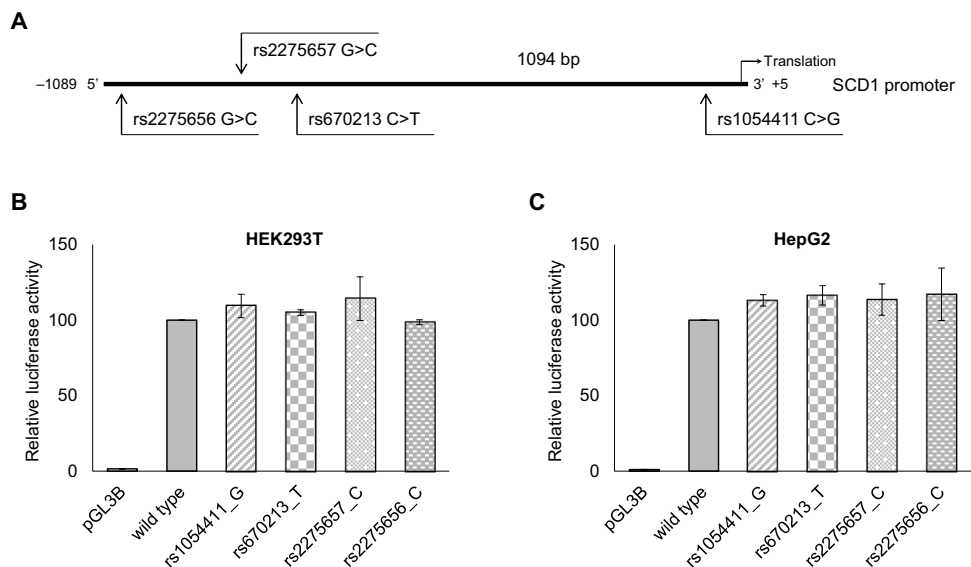 A
rs2275657 G>C
1094 bp
Translation
–1089 5’
3’ +5
SCD1 promoter
rs2275656 G>C
rs670213 C>T
rs1054411 C>G
B
HEK293T
Relative luciferase activity
150
100
50
0
pGL3B
wild type
rs1054411_G
rs670213_T
rs2275657_C
rs2275656_C
C
HepG2
Relative luciferase activity
150
100
50
0
pGL3B
wild type
rs1054411_G
rs670213_T
rs2275657_C
rs2275656_C